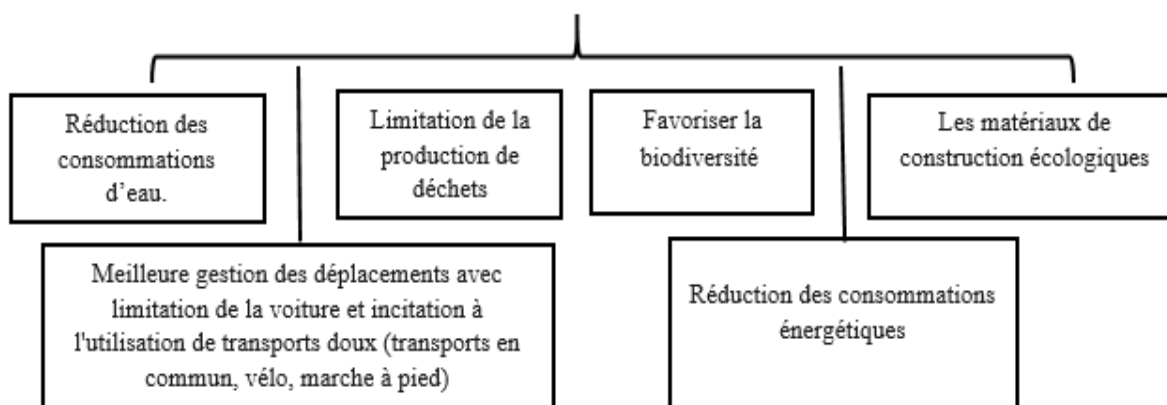 Réduction des
consommations
d’eau.
Limitation de la
production de
déchets
Favoriser la
biodiversité
Les matériaux de
construction écologiques
Meilleure gestion des déplacements avec
limitation de la voiture et incitation à
l'utilisation de transports doux (transports en
commun, vélo, marche à pied)
Réduction des consommations
énergétiques